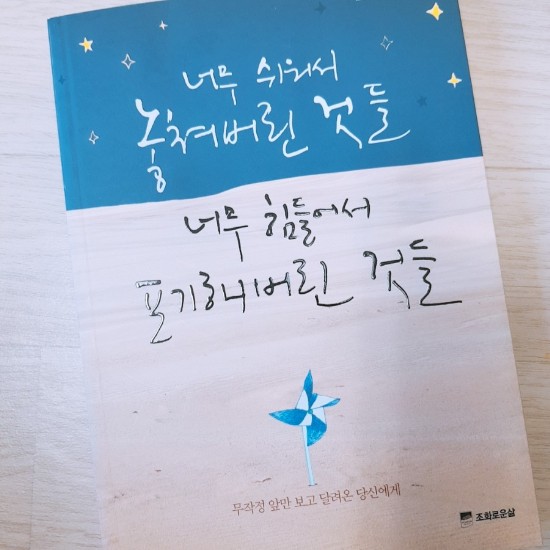 너무 쉬워서
놓쳐버린 것들
너무 힘들어서
포기해버린 것들
무작정 앞만 보고 달려온 당신에게
조화로운삶